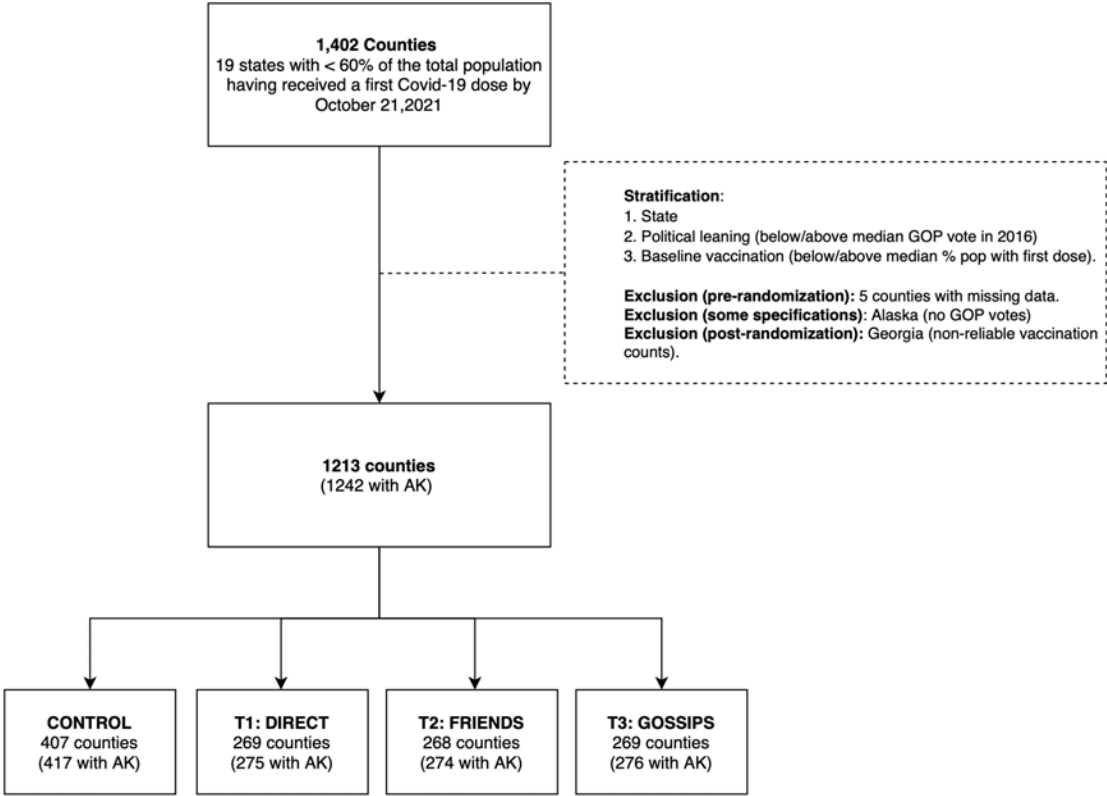 1,402 Counties
19 states with < 60% of the total population
having received a first Covid-19 dose by
October 21,2021
Stratification:
1. State
2. Political leaning (below/above median GOP vote in 2016)
3. Baseline vaccination (below/above median % pop with first dose).
Exclusion (pre-randomization): 5 counties with missing data.
Exclusion (some specifications): Alaska (no GOP votes)
Exclusion (post-randomization): Georgia (non-reliable vaccination
counts).
1213 counties
(1242 with AK)
CONTROL
407 counties
(417 with AK)
T1: DIRECT
269 counties
(275 with AK)
T2: FRIENDS
268 counties
(274 with AK)
T3: GOSSIPS
269 counties
(276 with AK)